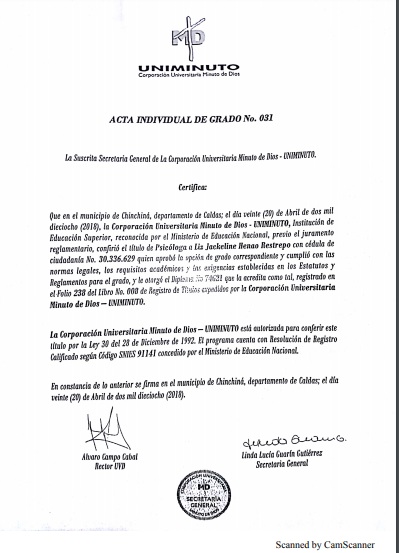 MD
UNIMINUTO
Corporación Universitaria Minuto de Dios
ACTA INDIVIDUAL DE GRADO No. 031
La Suscrita Secretaria General de La Corporación Universitaria Minuto de Dios - UNIMINUTO.
Certifica:
Que en el municipio de Chinchiná, departamento de Caldas; el día veinte (20) de Abril de dos mil
dieciocho (2018), la Corporación Universitaria Minuto de Dios - UNIMINUTO, Institución de
Educación Superior, reconocida por el Ministerio de Educación Nacional, previo el juramento
reglamentario, confirió el título de Psicóloga a Liz Jackeline Henao Restrepo con cédula de
ciudadanía No. 30.336.629 quien aprobó la opción de grado correspondiente y cumplió con las
normas legales, los requisitos académicos y las exigencias establecidas en los Estatutos y
Reglamentos para el grado, y le otorgó el Diploma No 74621 que la acredita como tal, registrado en
el Folio 238 del Libro No. 008 de Registro de Títulos expedidos por la Corporación Universitaria
Minuto de Dios – UNIMINUTO.
La Corporación Universitaria Minuto de Dios – UNIMINUTO está autorizada para conferir este
título por la Ley 30 del 28 de Diciembre de 1992. El programa cuenta con Resolución de Registro
Calificado según Código SNIES 91141 concedido por el Ministerio de Educación Nacional.
En constancia de lo anterior se firma en el municipio de Chinchiná, departamento de Caldas; el día
veinte (20) de Abril de dos mil dieciocho (2018).
Alvaro Campo Cabal
Rector UVD
Linda Lucía Guarín Gutiérrez
Secretaria General
CORPORACIÓN UNIVERSITARIA
MD
SECRETARÍA
GENERAL
MINUTO DE DIOS
Scanned by CamScanner